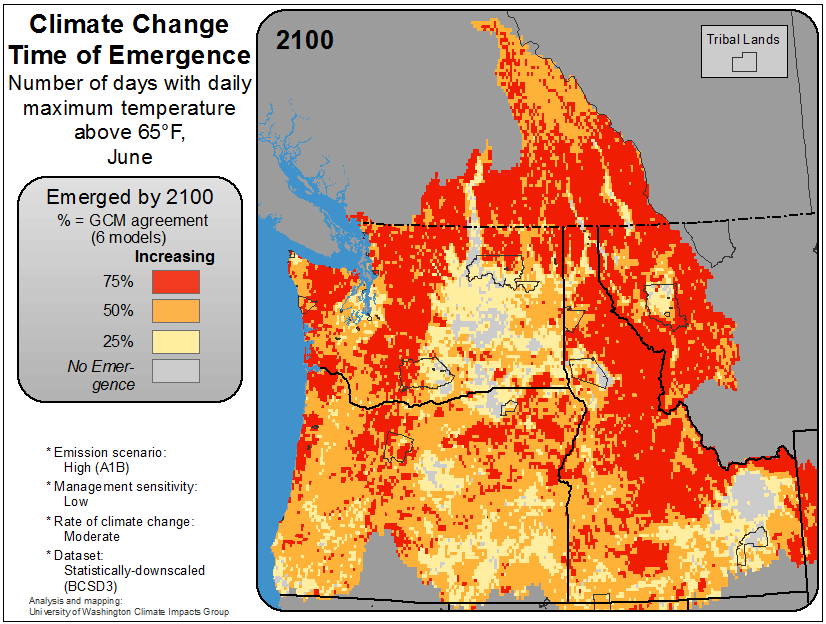 Climate Change
Time of Emergence
Number of days with daily
maximum temperature
above 65°F,
June
Emerged by 2100
% = GCM agreement
(6 models)
Increasing
75%
50%
25%
No Emer-
gence
* Emission scenario:
High (A1B)
* Management sensitivity:
Low
* Rate of climate change:
Moderate
* Dataset:
Statistically-downscaled
(BCSD3)
Analysis and mapping:
University of Washington Climate Impacts Group
2100
Tribal Lands